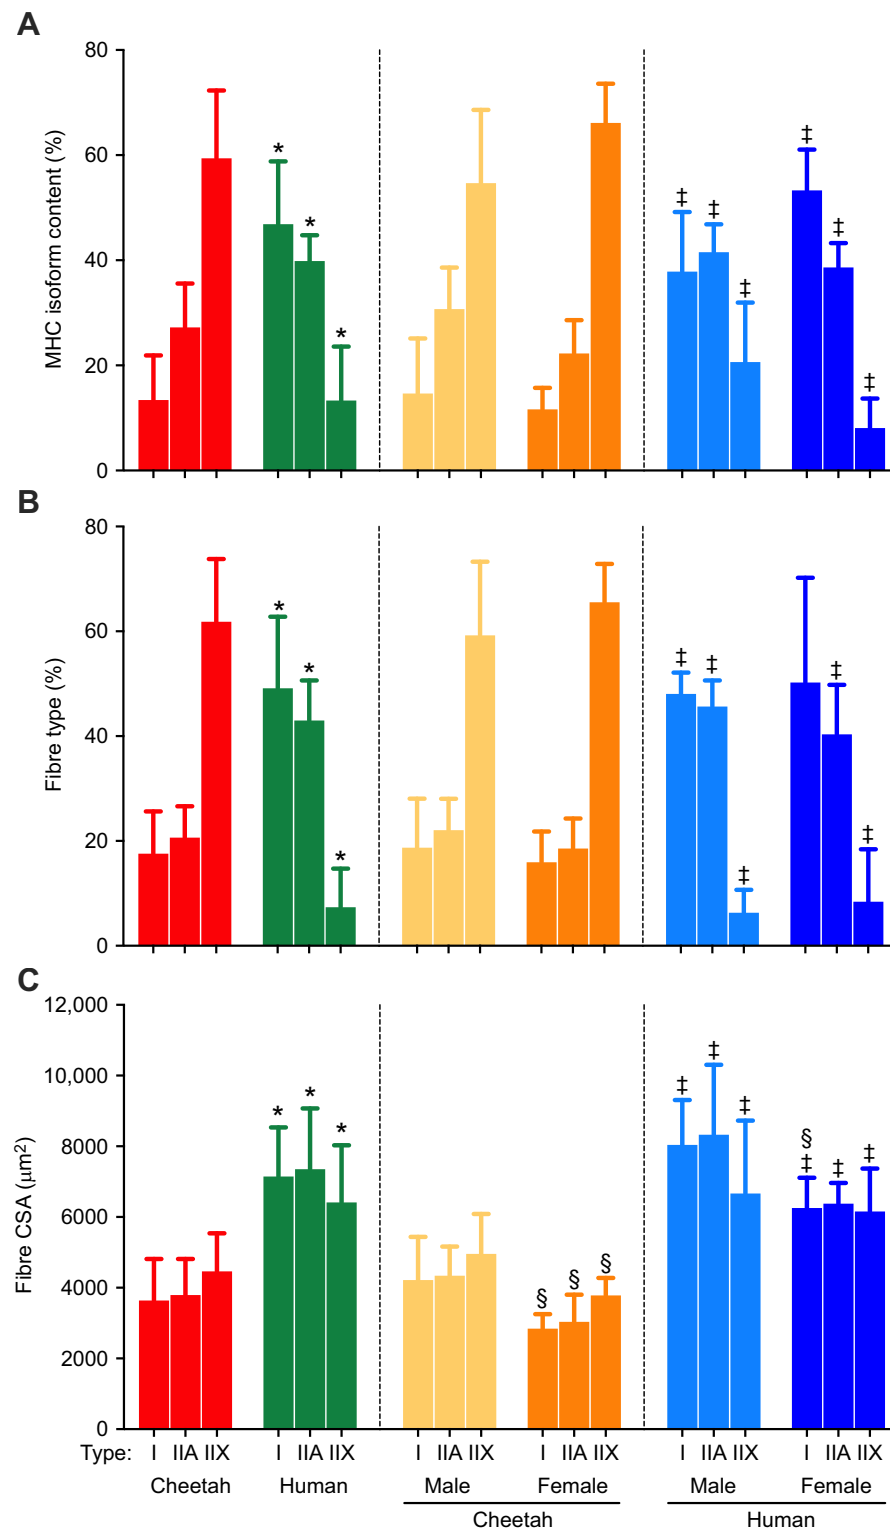 A
MHC isoform content (%)
80
60
40
20
0
* * *
‡ ‡ ‡ ‡ ‡ ‡
B
Fibre type (%)
80
60
40
20
0
* * *
‡ ‡ ‡ ‡ ‡
C
Fibre CSA (μm²)
12,000
10,000
8000
6000
4000
2000
0
* * *
§ § §
‡ ‡ ‡ § ‡ ‡ ‡
Type: I IIA IIX I IIA IIX I IIA IIX I IIA IIX I IIA IIX I IIA IIX
Cheetah Human Male Female Male Female
Cheetah Human